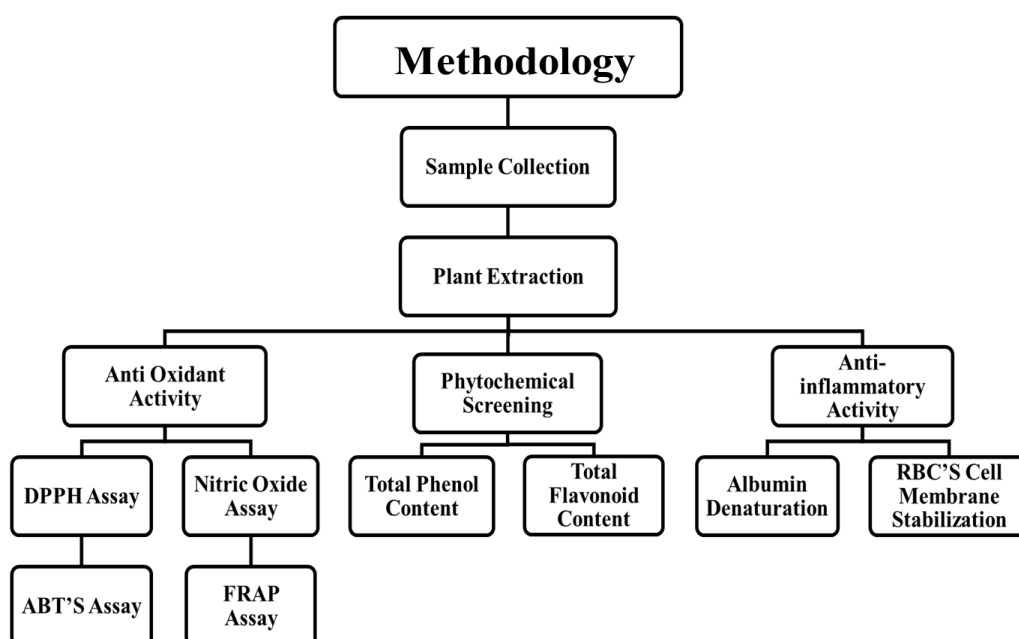 Methodology
Sample Collection
Plant Extraction
Anti Oxidant
Activity
Phytochemical
Screening
Anti-
inflammatory
Activity
DPPH Assay
Nitric Oxide
Assay
Total Phenol
Content
Total
Flavonoid
Content
Albumin
Denaturation
RBC'S Cell
Membrane
Stabilization
ABT'S Assay
FRAP
Assay